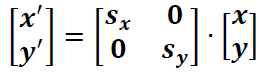 [x′ y′] = [s_x 0 0 s_y] · [x y]